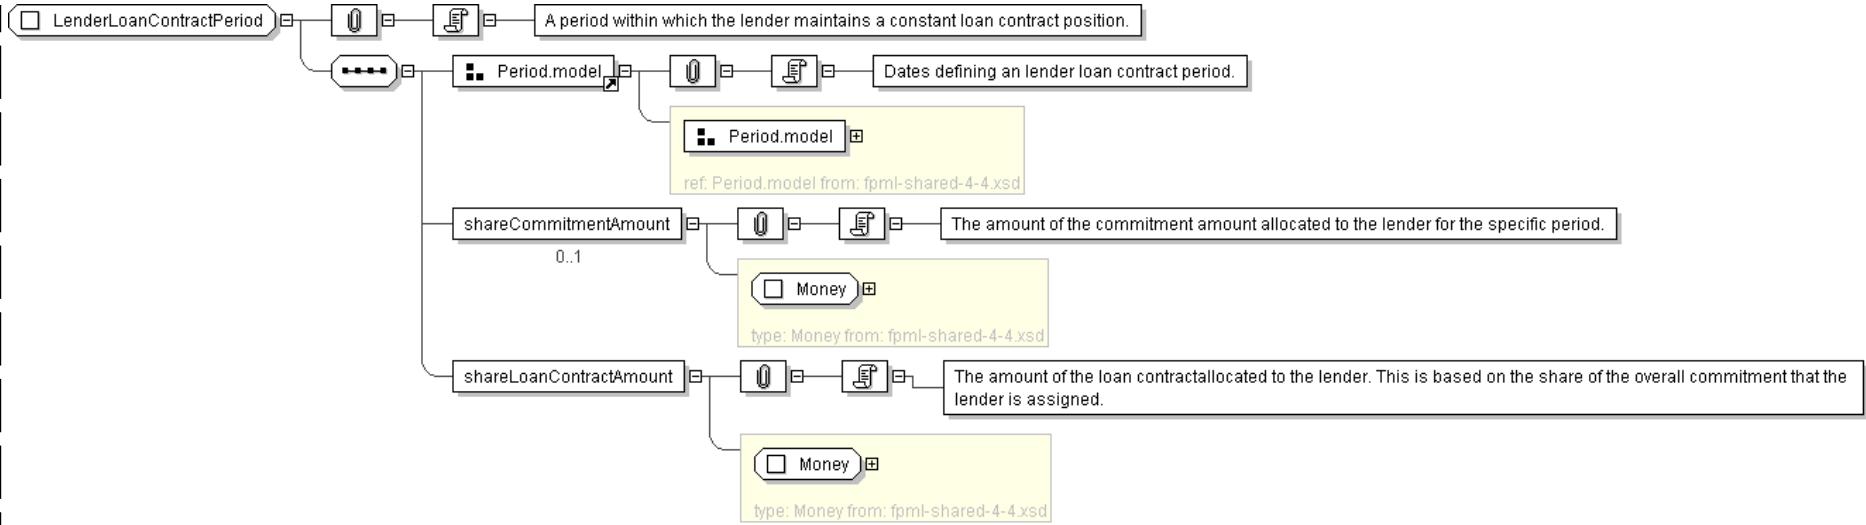 LenderLoanContractPeriod
A period within which the lender maintains a constant loan contract position.
Period.model
Dates defining an lender loan contract period.
Period.model
ref: Period.model from: fpml-shared-4-4.xsd
shareCommitmentAmount
The amount of the commitment amount allocated to the lender for the specific period.
0..1
Money
type: Money from: fpml-shared-4-4.xsd
shareLoanContractAmount
The amount of the loan contractallocated to the lender. This is based on the share of the overall commitment that the
lender is assigned.
Money
type: Money from: fpml-shared-4-4.xsd